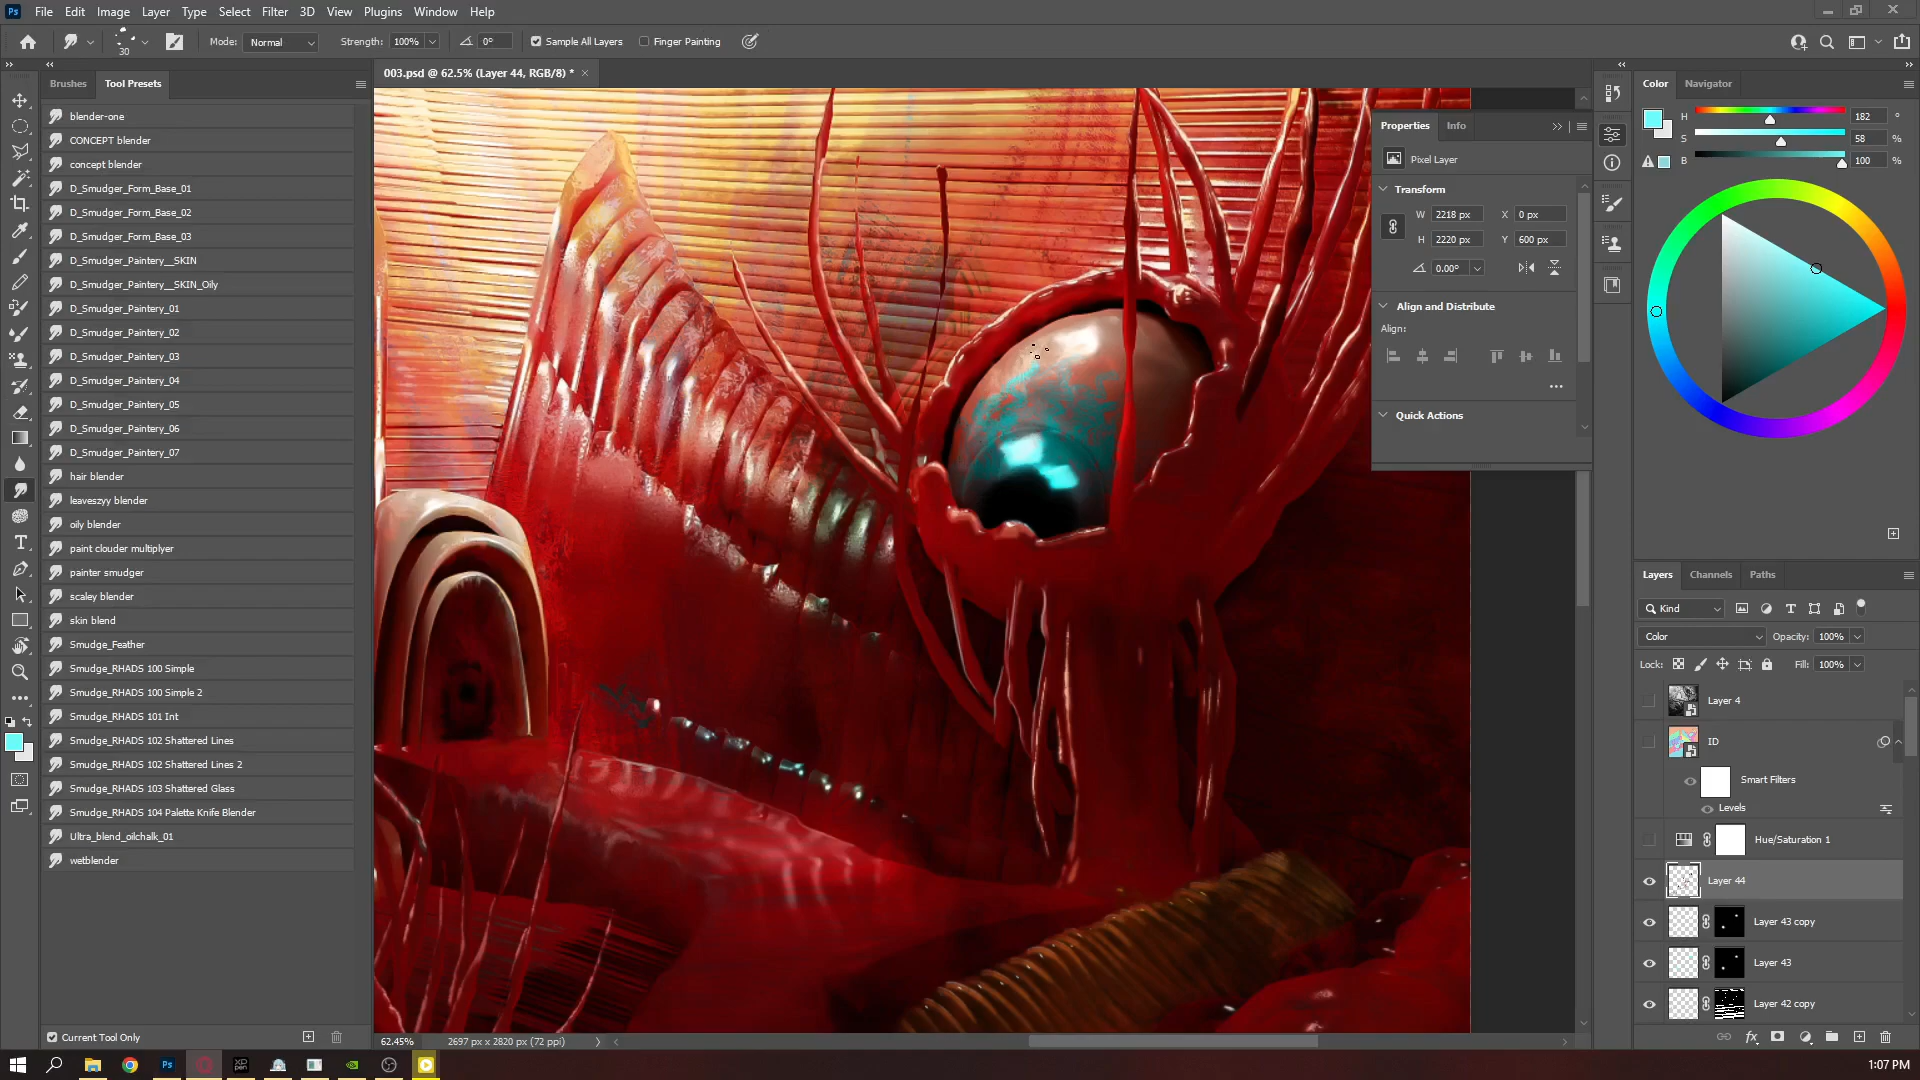 Ps File Edit Image Layer Type Select Filter 3D View Plugins Window Help
30 Mode: Normal Strength: 100% 0° Sample All Layers Finger Painting
Brushes Tool Presets
003.psd @ 62.5% (Layer 44, RGB/8) *
blender-one
CONCEPT blender
concept blender
D_Smudger_Form_Base_01
D_Smudger_Form_Base_02
D_Smudger_Form_Base_03
D_Smudger_Paintery__SKIN
D_Smudger_Paintery__SKIN_Oily
D_Smudger_Paintery_01
D_Smudger_Paintery_02
D_Smudger_Paintery_03
D_Smudger_Paintery_04
D_Smudger_Paintery_05
D_Smudger_Paintery_06
D_Smudger_Paintery_07
hair blender
leaveszyy blender
oily blender
paint clouder multiplyer
painter smudger
scaley blender
skin blend
Smudge_Feather
Smudge_RHADS 100 Simple
Smudge_RHADS 100 Simple 2
Smudge_RHADS 101 Int
Smudge_RHADS 102 Shattered Lines
Smudge_RHADS 102 Shattered Lines 2
Smudge_RHADS 103 Shattered Glass
Smudge_RHADS 104 Palette Knife Blender
Ultra_blend_oilchalk_01
wetblender
Current Tool Only
62.45% 2697 px x 2820 px (72 ppi)
Properties Info
Pixel Layer
Transform
W 2218 px X 0 px
H 2220 px Y 600 px
0.00°
Align and Distribute
Align:
Quick Actions
Color Navigator
H 182 °
S 58 %
B 100 %
Layers Channels Paths
Kind
Color Opacity: 100%
Lock: Fill: 100%
Layer 4
ID
Smart Filters
Levels
Hue/Saturation 1
Layer 44
Layer 43 copy
Layer 43
Layer 42 copy
fx
Ps XP pen
1:07 PM